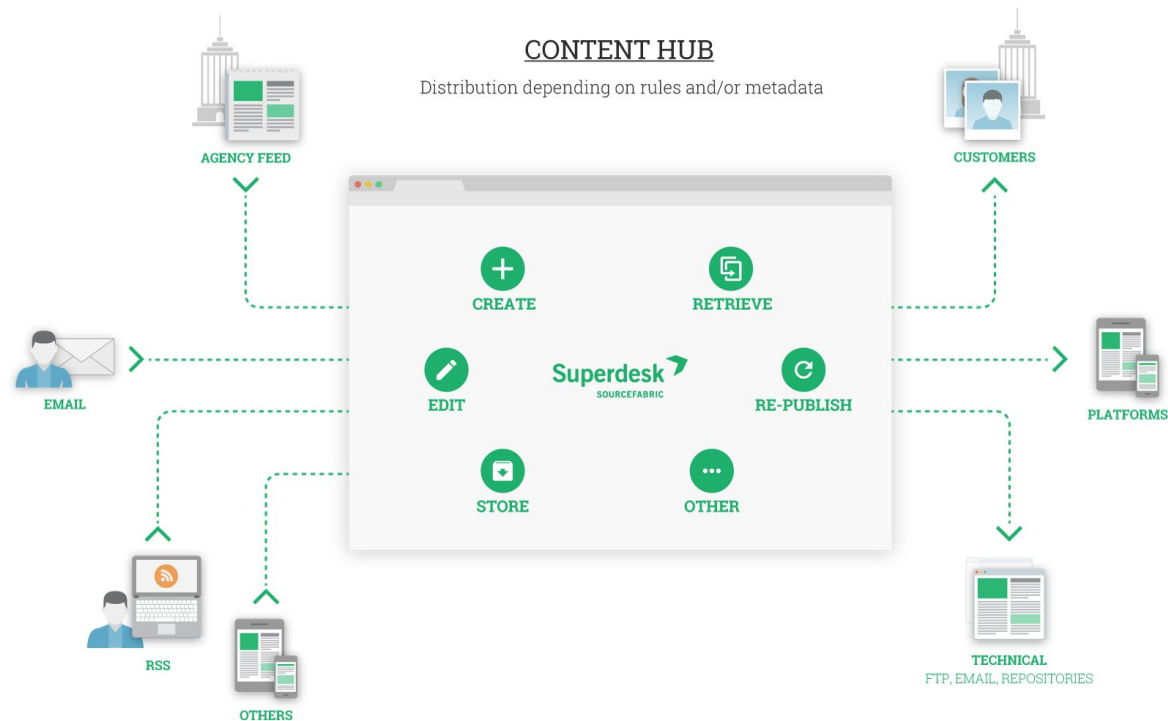 CONTENT HUB
Distribution depending on rules and/or metadata
AGENCY FEED
CUSTOMERS
CREATE
RETRIEVE
EMAIL
EDIT
Superdesk
SOURCEFABRIC
RE-PUBLISH
PLATFORMS
STORE
OTHER
RSS
OTHERS
TECHNICAL
FTP, EMAIL, REPOSITORIES